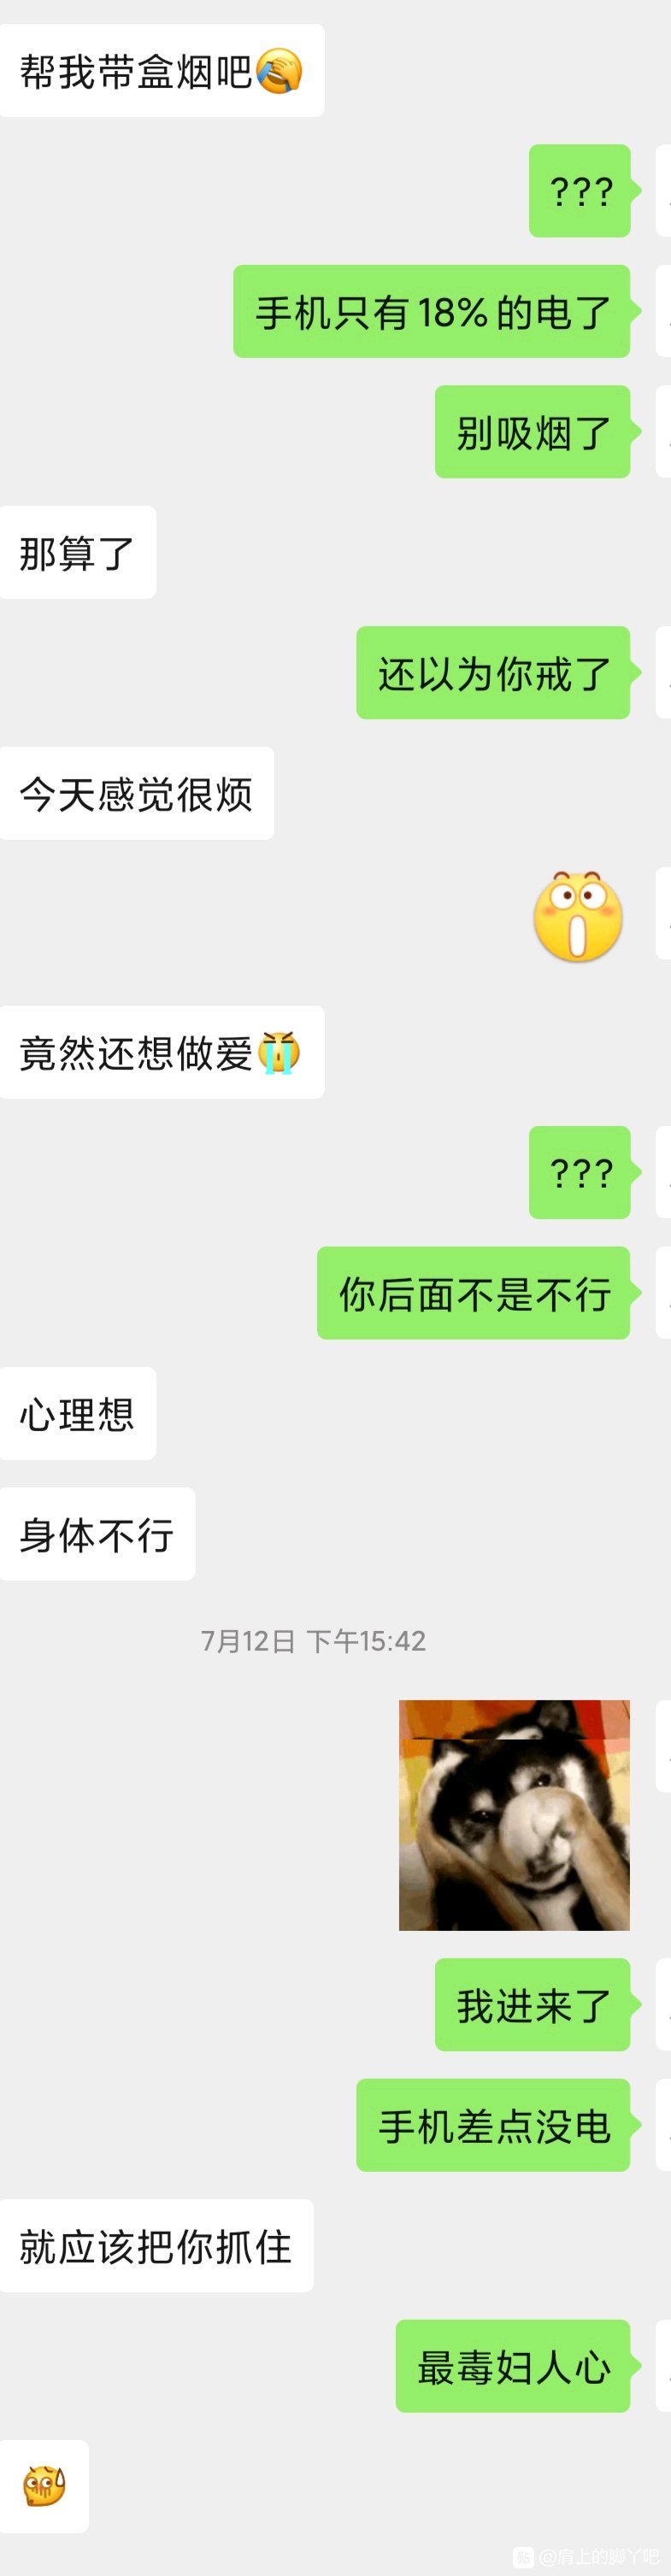 帮我带盒烟吧
???
手机只有18%的电了
别吸烟了
那算了
还以为你戒了
今天感觉很烦
竟然还想做爱
???
你后面不是不行
心理想
身体不行
7月12日 下午15:42
我进来了
手机差点没电
就应该把你抓住
最毒妇人心
贴 @肩上的脚丫吧